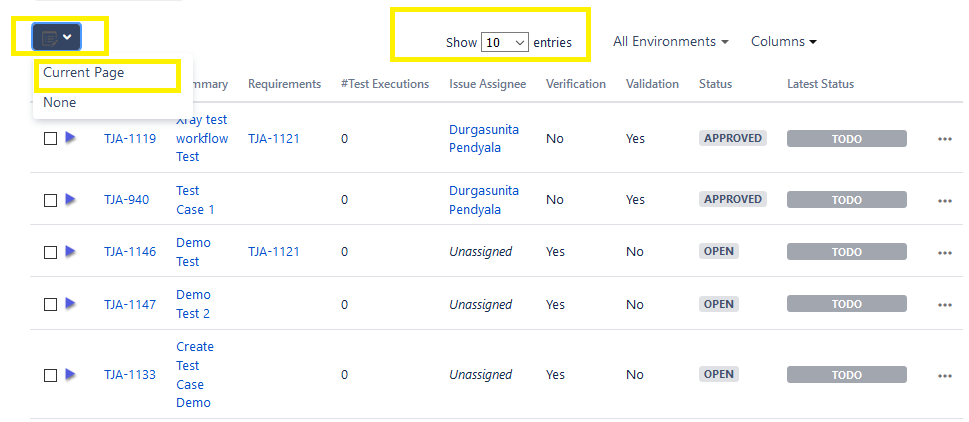 Show 10 entries All Environments Columns
Current Page
None
Summary Requirements #Test Executions Issue Assignee Verification Validation Status Latest Status
TJA-1119 Xray test workflow Test TJA-1121 0 Durgasunita Pendyala No Yes APPROVED TODO
TJA-940 Test Case 1 0 Durgasunita Pendyala No Yes APPROVED TODO
TJA-1146 Demo Test TJA-1121 0 Unassigned Yes No OPEN TODO
TJA-1147 Demo Test 2 0 Unassigned Yes No OPEN TODO
TJA-1133 Create Test Case Demo 0 Unassigned Yes No OPEN TODO